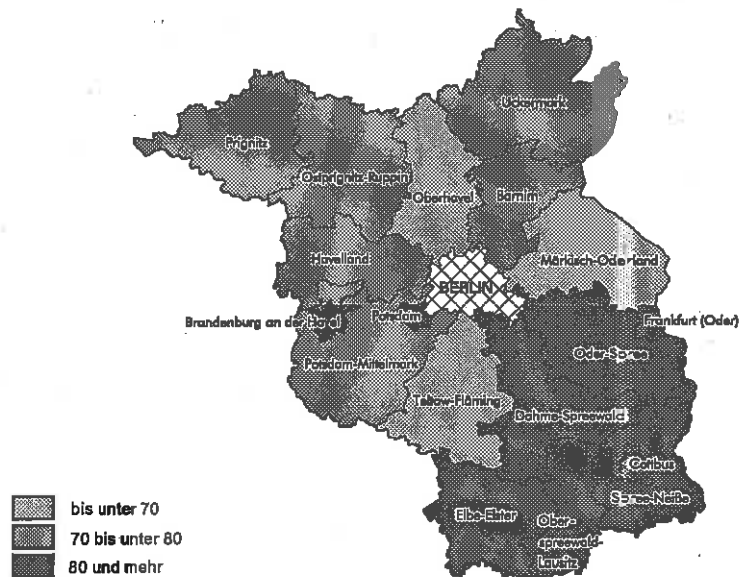 Uckermark
Prignitz
Ostprignitz-Ruppin
Oberhavel
Barnim
Havelland
Märkisch-Oderland
BERLIN
Brandenburg an der Havel
Potsdam
Frankfurt (Oder)
Oder-Spree
Potsdam-Mittelmark
Teltow-Fläming
Dahme-Spreewald
Cottbus
Spree-Neiße
Elbe-Elster
Ober-
spreewald-
Lausitz
bis unter 70
70 bis unter 80
80 und mehr